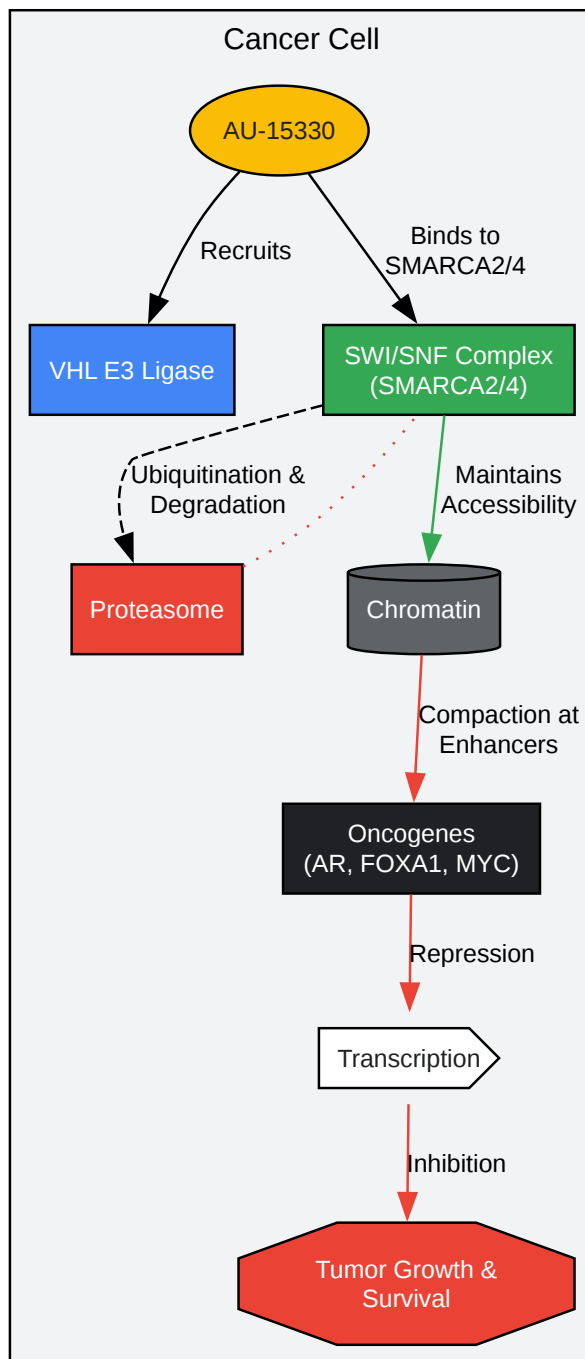 Cancer Cell
AU-15330
Recruits
Binds to
SMARCA2/4
VHL E3 Ligase
SWI/SNF Complex
(SMARCA2/4)
Ubiquitination &
Degradation
Maintains
Accessibility
Proteasome
Chromatin
Compaction at
Enhancers
Oncogenes
(AR, FOXA1, MYC)
Repression
Transcription
Inhibition
Tumor Growth &
Survival